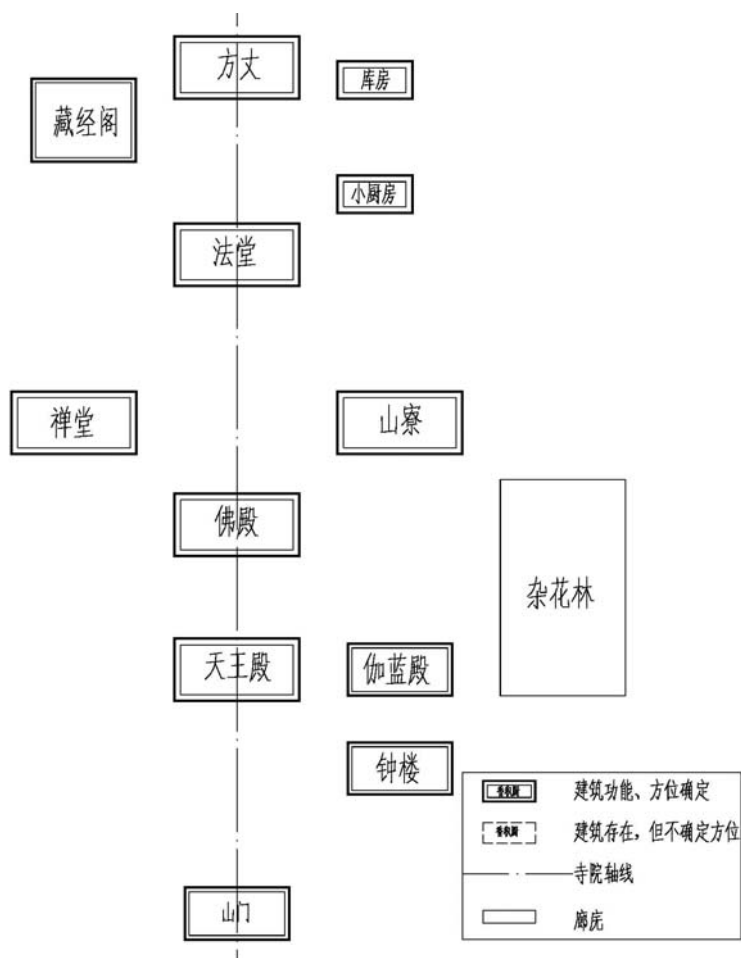 方丈
库房
藏经阁
小厨房
法堂
禅堂
山寮
佛殿
杂花林
天王殿
伽蓝殿
钟楼
山门
建筑功能、方位确定
建筑存在，但不确定方位
寺院轴线
廊庑